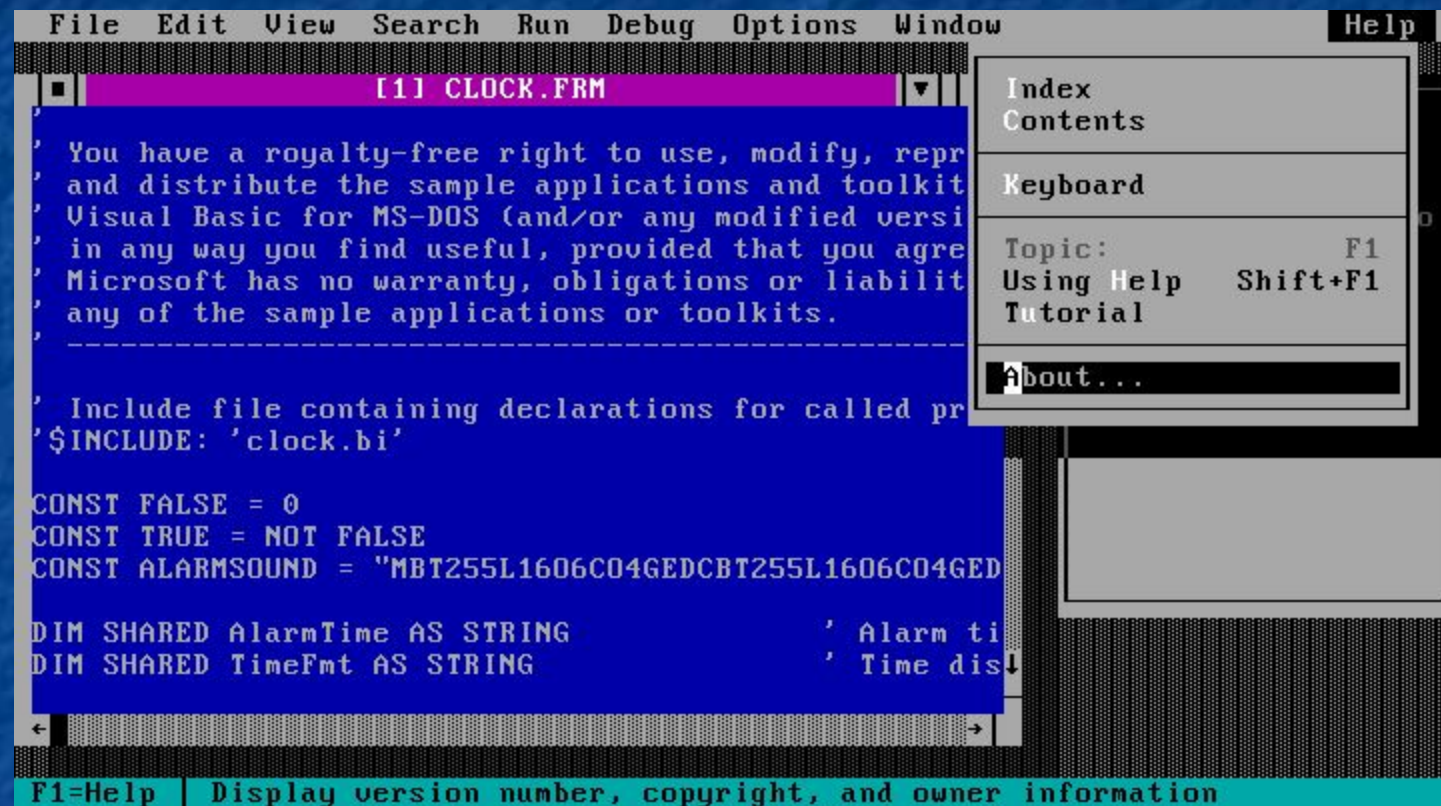 File Edit View Search Run Debug Options Window Help
[1] CLOCK.FRM
'
' You have a royalty-free right to use, modify, repr
' and distribute the sample applications and toolkit
' Visual Basic for MS-DOS (and/or any modified versi
' in any way you find useful, provided that you agre
' Microsoft has no warranty, obligations or liabilit
' any of the sample applications or toolkits.
' --------------------------------------------------
' Include file containing declarations for called pr
'$INCLUDE: 'clock.bi'
CONST FALSE = 0
CONST TRUE = NOT FALSE
CONST ALARMSOUND = "MBT255L16O6CO4GEDCBT255L16O6CO4GED
DIM SHARED AlarmTime AS STRING ' Alarm ti
DIM SHARED TimeFmt AS STRING ' Time dis
Index
Contents
Keyboard
Topic: F1
Using Help Shift+F1
Tutorial
About...
F1=Help | Display version number, copyright, and owner information